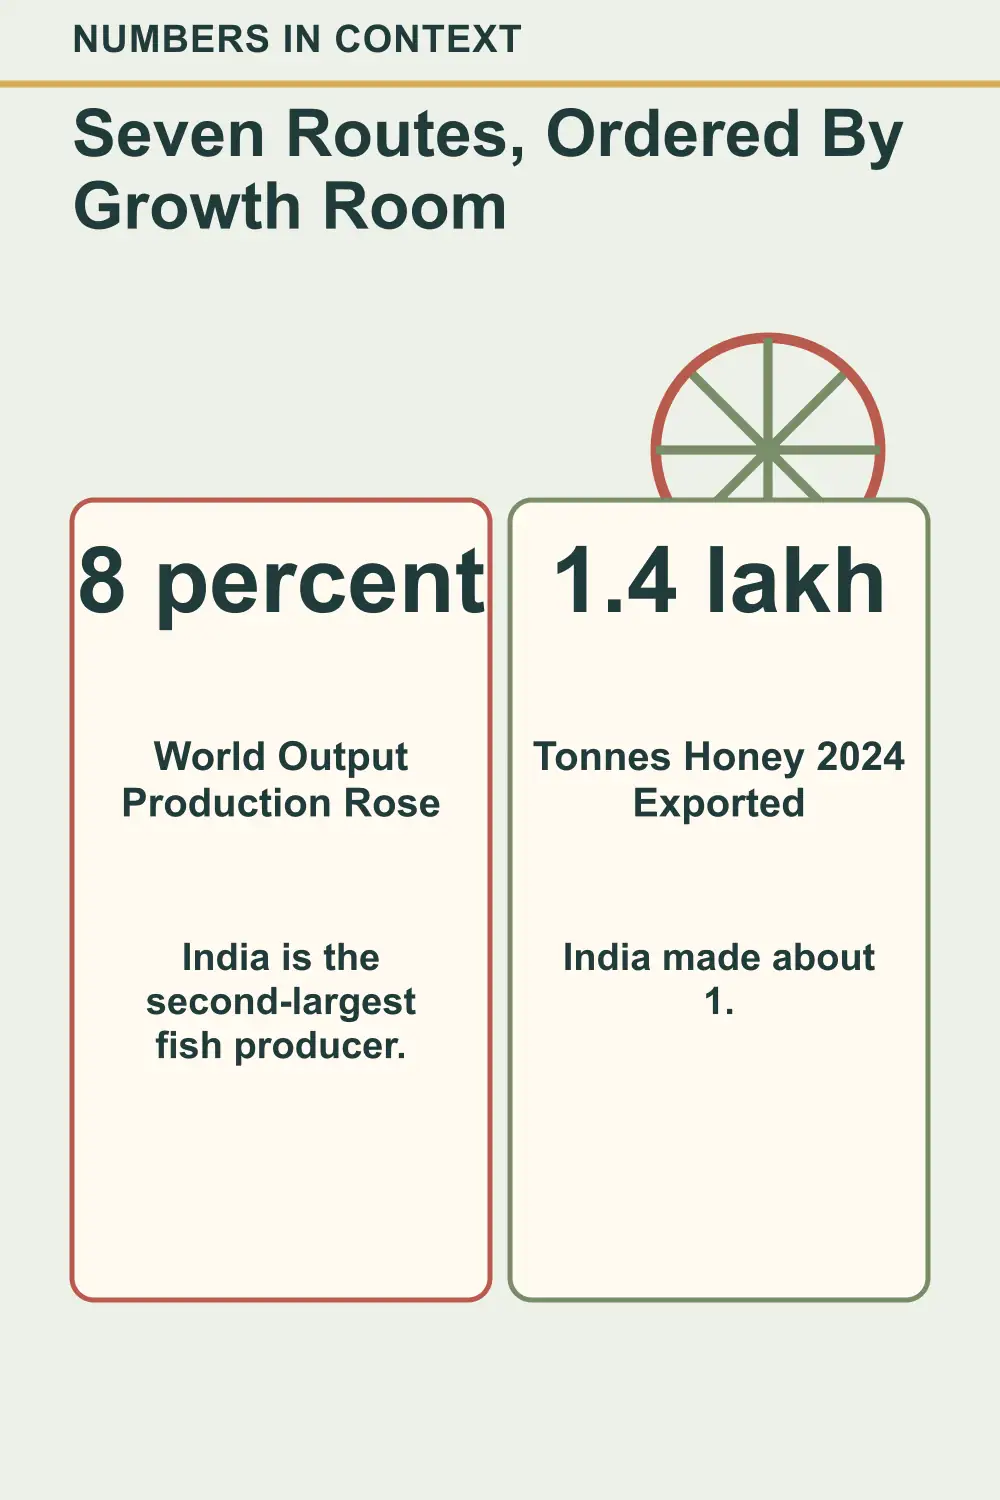 NUMBERS IN CONTEXT
Seven Routes, Ordered By
Growth Room
8 percent
World Output
Production Rose
India is the
second-largest
fish producer.
1.4 lakh
Tonnes Honey 2024
Exported
India made about
1.